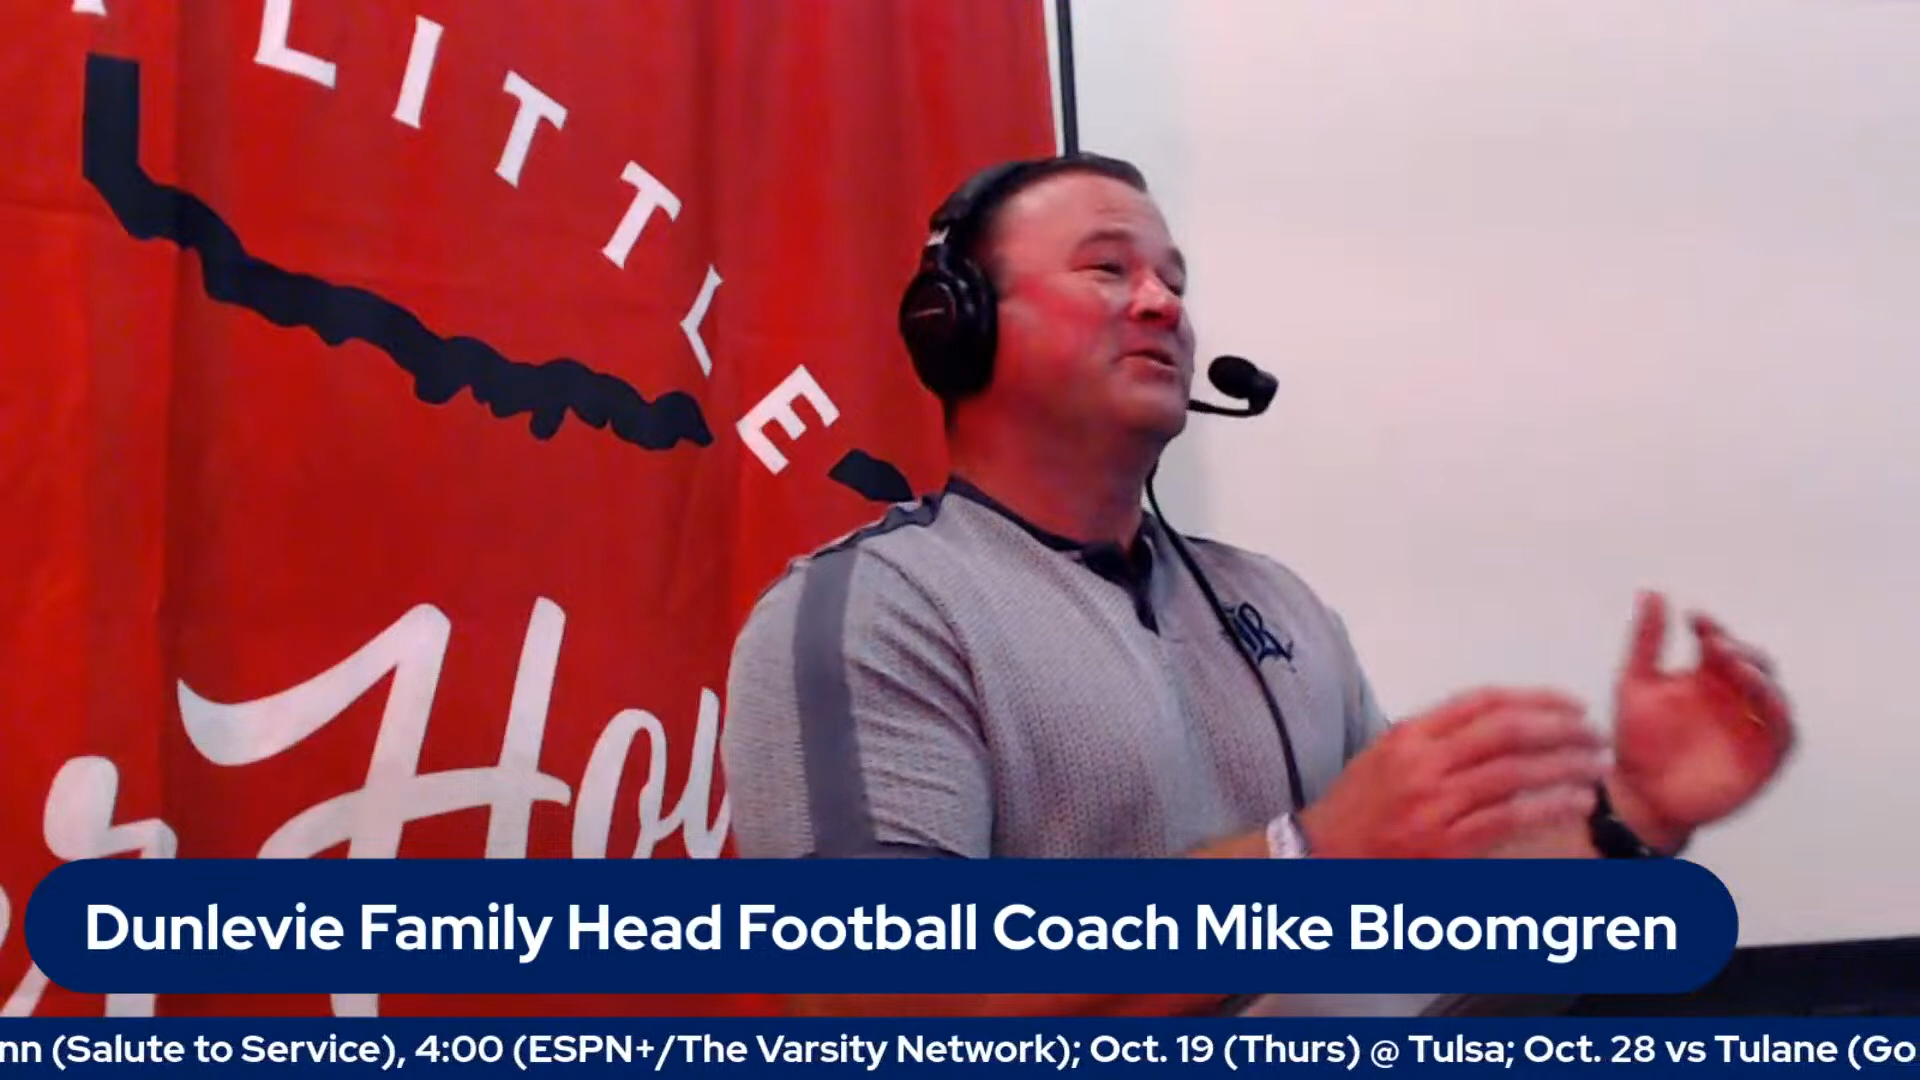 LITTLE
Dunlevie Family Head Football Coach Mike Bloomgren
(Salute to Service), 4:00 (ESPN+/The Varsity Network); Oct. 19 (Thurs) @ Tulsa; Oct. 28 vs Tulane (Go